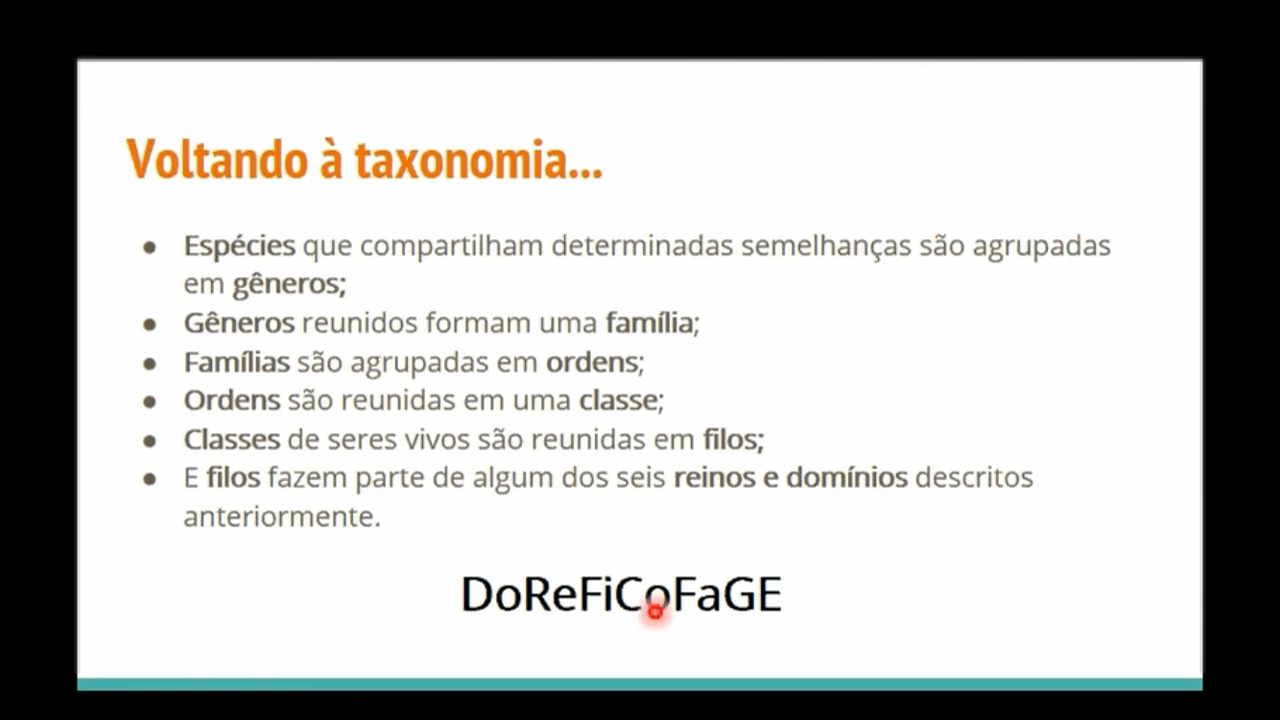 Voltando à taxonomia...
● Espécies que compartilham determinadas semelhanças são agrupadas
em gêneros;
● Gêneros reunidos formam uma família;
● Famílias são agrupadas em ordens;
● Ordens são reunidas em uma classe;
● Classes de seres vivos são reunidas em filos;
● E filos fazem parte de algum dos seis reinos e domínios descritos
anteriormente.
DoReFiCoFaGE